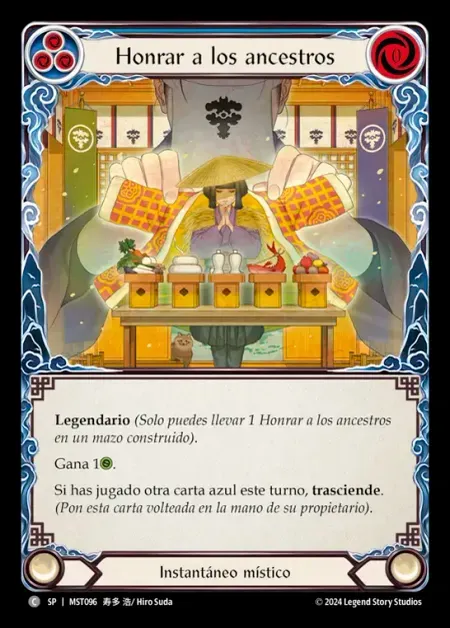 Honrar a los ancestros
0
Legendario (Solo puedes llevar 1 Honrar a los ancestros
en un mazo construido).
Gana 1.
Si has jugado otra carta azul este turno, trasciende.
(Pon esta carta volteada en la mano de su propietario).
Instantáneo místico
C SP | MST096 寿多 浩/ Hiro Suda
© 2024 Legend Story Studios